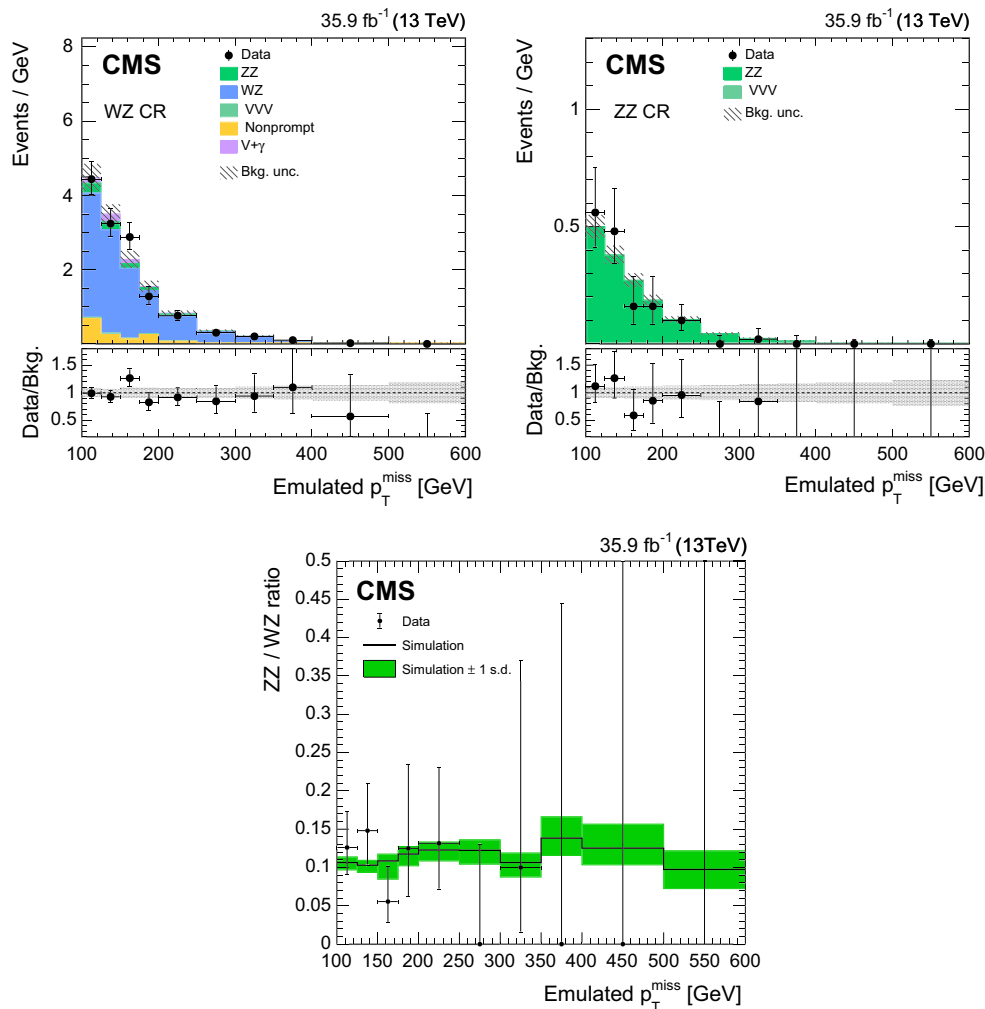 35.9 fb⁻¹ (13 TeV)
CMS
WZ CR
Data
ZZ
WZ
VVV
Nonprompt
V+γ
Bkg. unc.
Events / GeV
8
6
4
2
Data/Bkg.
1.5
1
0.5
100 200 300 400 500 600
Emulated p_T^miss [GeV]
35.9 fb⁻¹ (13 TeV)
CMS
ZZ CR
Data
ZZ
VVV
Bkg. unc.
Events / GeV
1
0.5
Data/Bkg.
1.5
1
0.5
100 200 300 400 500 600
Emulated p_T^miss [GeV]
35.9 fb⁻¹ (13TeV)
CMS
Data
Simulation
Simulation ± 1 s.d.
ZZ / WZ ratio
0.5
0.45
0.4
0.35
0.3
0.25
0.2
0.15
0.1
0.05
0
100 150 200 250 300 350 400 450 500 550 600
Emulated p_T^miss [GeV]